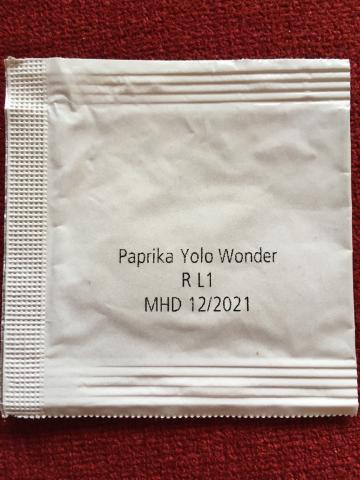 Paprika Yolo Wonder
R L1
MHD 12/2021